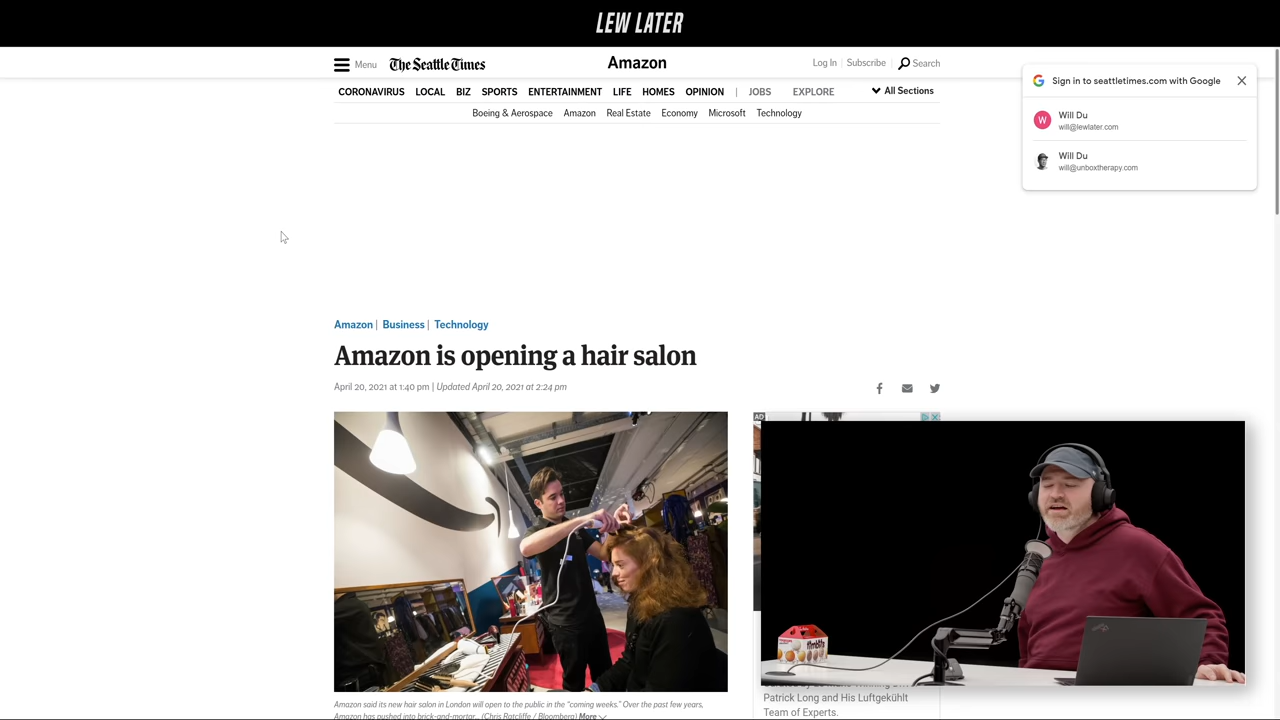 LEW LATER
Menu
The Seattle Times
Amazon
Log In | Subscribe
Search
CORONAVIRUS LOCAL BIZ SPORTS ENTERTAINMENT LIFE HOMES OPINION | JOBS EXPLORE
All Sections
Boeing & Aerospace Amazon Real Estate Economy Microsoft Technology
Sign in to seattletimes.com with Google
W
Will Du
will@lewlater.com
Will Du
will@unboxtherapy.com
Amazon | Business | Technology
Amazon is opening a hair salon
April 20, 2021 at 1:40 pm | Updated April 20, 2021 at 2:24 pm
AD
Amazon said its new hair salon in London will open to the public in the “coming weeks.” Over the past few years,
Amazon has pushed into brick-and-mortar... (Chris Ratcliffe / Bloomberg) More
timbits
Patrick Long and His Luftgekühlt
Team of Experts.